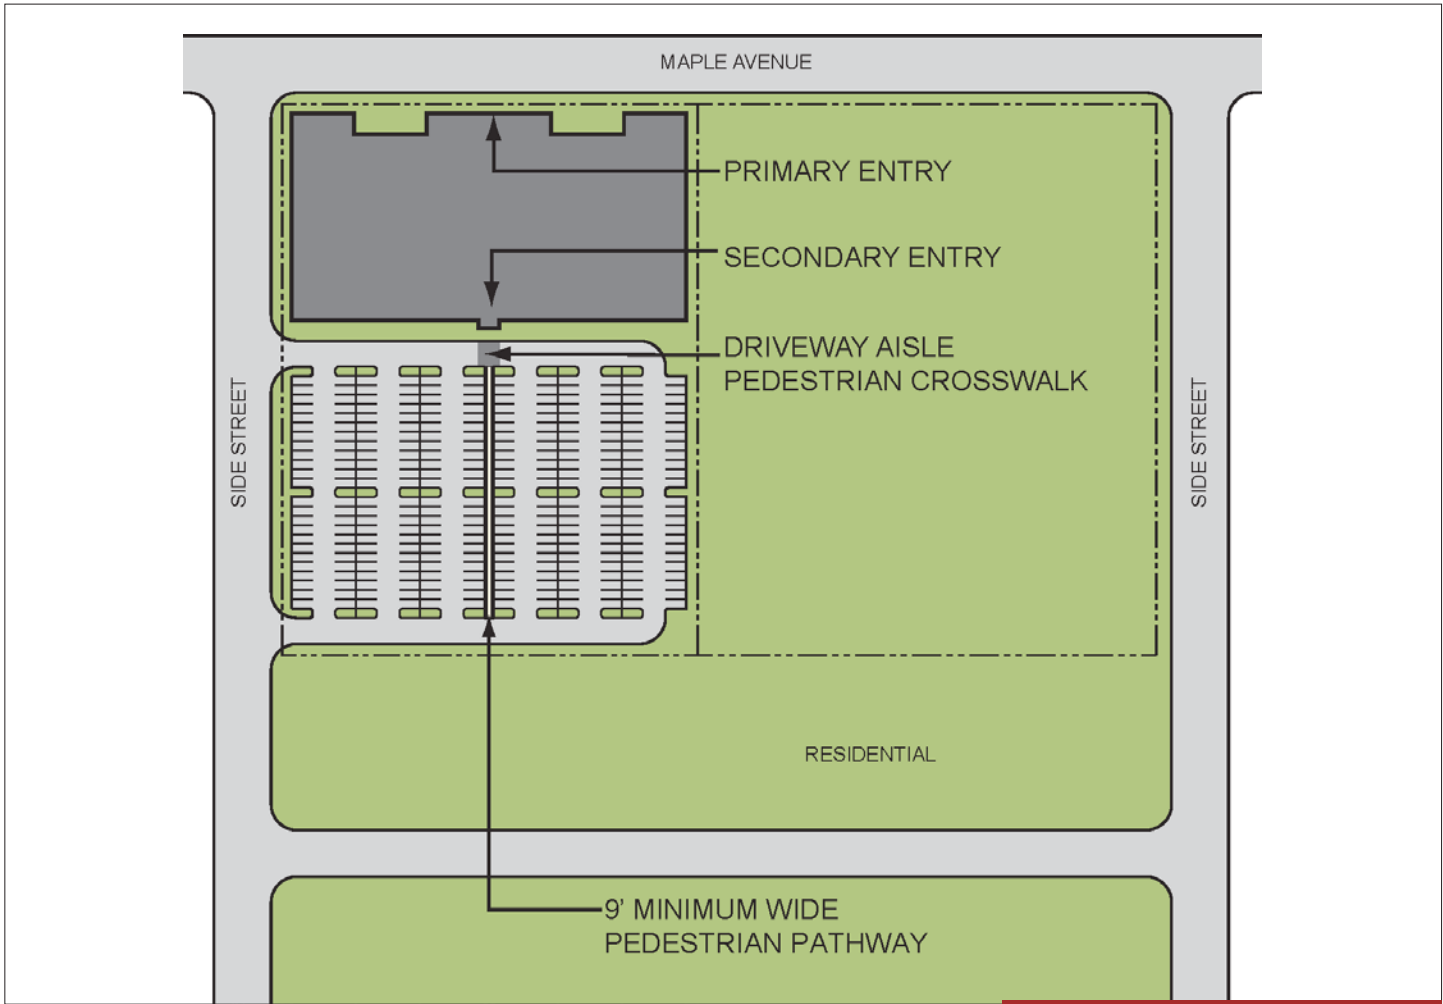 MAPLE AVENUE
PRIMARY ENTRY
SECONDARY ENTRY
DRIVEWAY AISLE
PEDESTRIAN CROSSWALK
SIDE STREET
SIDE STREET
RESIDENTIAL
9' MINIMUM WIDE
PEDESTRIAN PATHWAY